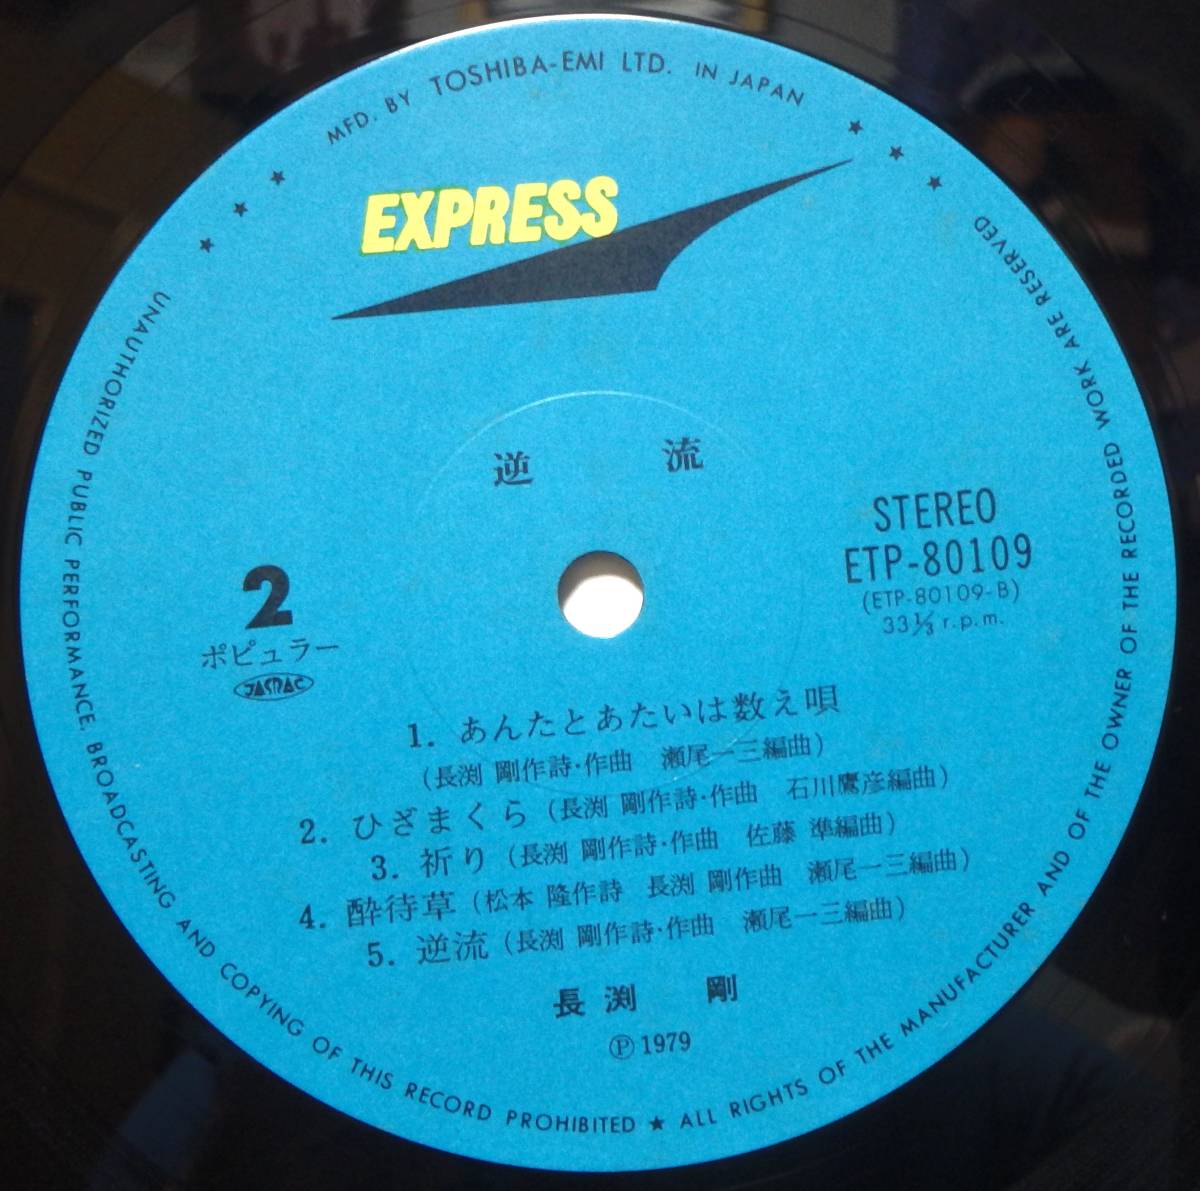 MFD. BY TOSHIBA-EMI LTD. IN JAPAN
EXPRESS
逆 流
STEREO
ETP-80109
(ETP-80109-B)
33⅓ r.p.m.
2
ポピュラー
JASRAC
1. あんたとあたいは数え唄
(長渕 剛作詩・作曲 瀬尾一三編曲)
2. ひざまくら (長渕 剛作詩・作曲 石川鷹彦編曲)
3. 祈り (長渕 剛作詩・作曲 佐藤 準編曲)
4. 酔待草 (松本 隆作詩 長渕 剛作曲 瀬尾一三編曲)
5. 逆流 (長渕 剛作詩・作曲 瀬尾一三編曲)
長渕 剛
Ⓟ1979
UNAUTHORIZED PUBLIC PERFORMANCE, BROADCASTING AND COPYING OF THIS RECORD PROHIBITED ★ ALL RIGHTS OF THE MANUFACTURER AND OF THE OWNER OF THE RECORDED WORK ARE RESERVED